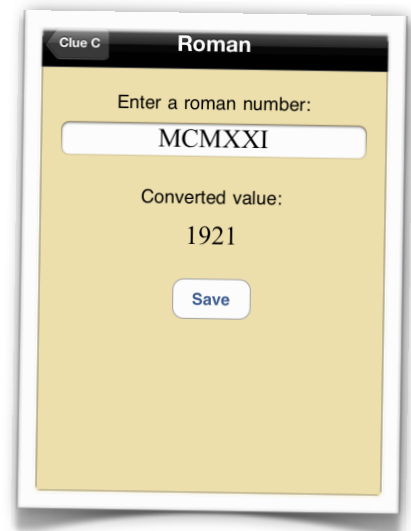 Clue C
Roman
Enter a roman number:
MCMXXI
Converted value:
1921
Save